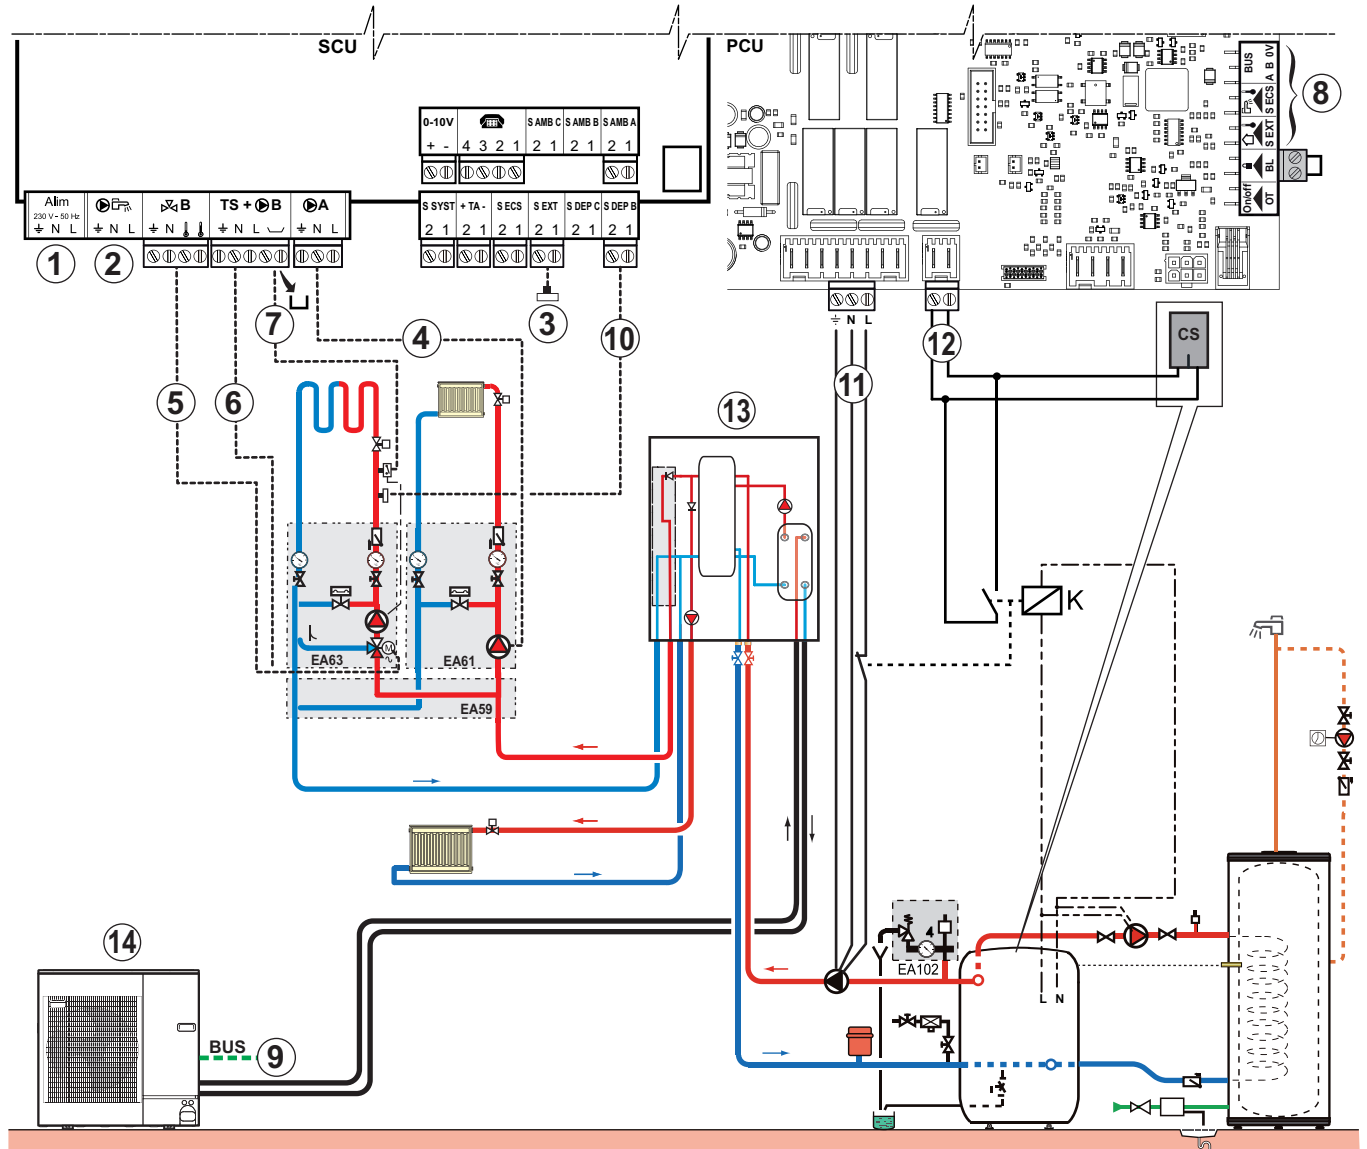 SCU
PCU
0-10V
S AMB C
S AMB B
S AMB A
+ -
4 3 2 1
2 1
2 1
2 1
BUS
A B 0V
S ECS
S EXT
BL
On/off
OT
8
Alim
230 V - 50 Hz
N L
N L
B
N
TS + B
N L
A
N L
S SYST
+ TA -
S ECS
S EXT
S DEP C
S DEP B
2 1
2 1
2 1
2 1
2 1
2 1
1
2
3
4
5
6
7
10
N L
11
12
CS
13
K
EA63
EA61
EA59
M
4
EA102
L N
14
BUS
9